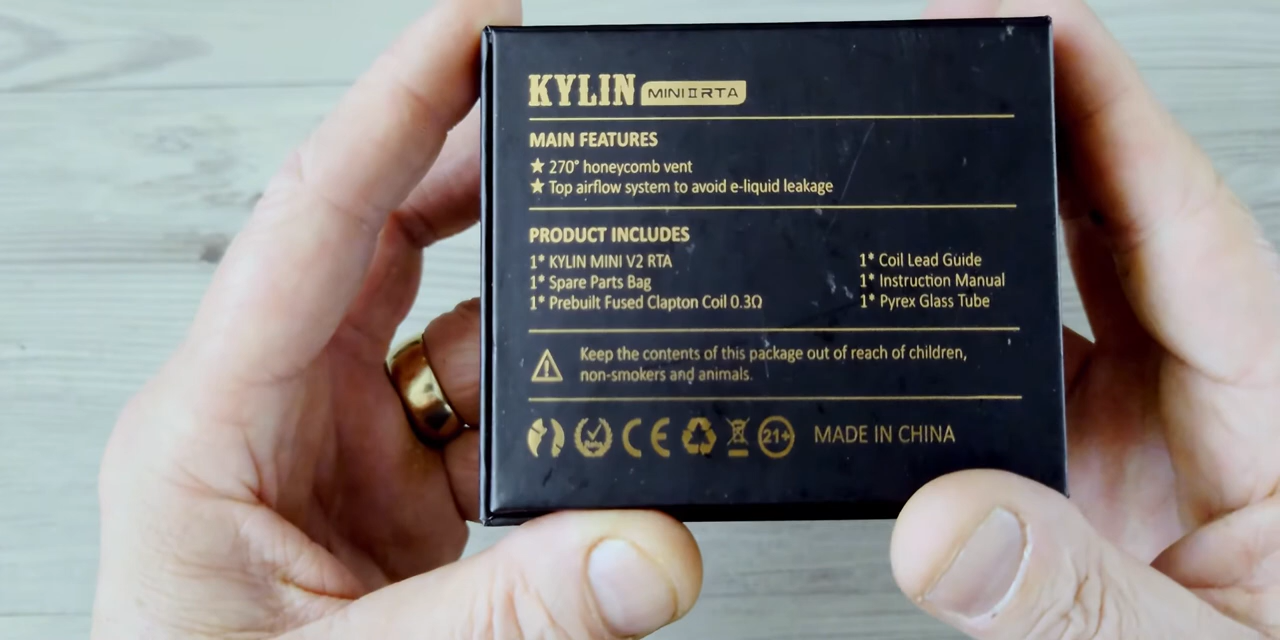 KYLIN MINI II RTA
MAIN FEATURES
★ 270° honeycomb vent
★ Top airflow system to avoid e-liquid leakage
PRODUCT INCLUDES
1* KYLIN MINI V2 RTA
1* Spare Parts Bag
1* Prebuilt Fused Clapton Coil 0.3Ω
1* Coil Lead Guide
1* Instruction Manual
1* Pyrex Glass Tube
Keep the contents of this package out of reach of children,
non-smokers and animals.
CE 21+ MADE IN CHINA